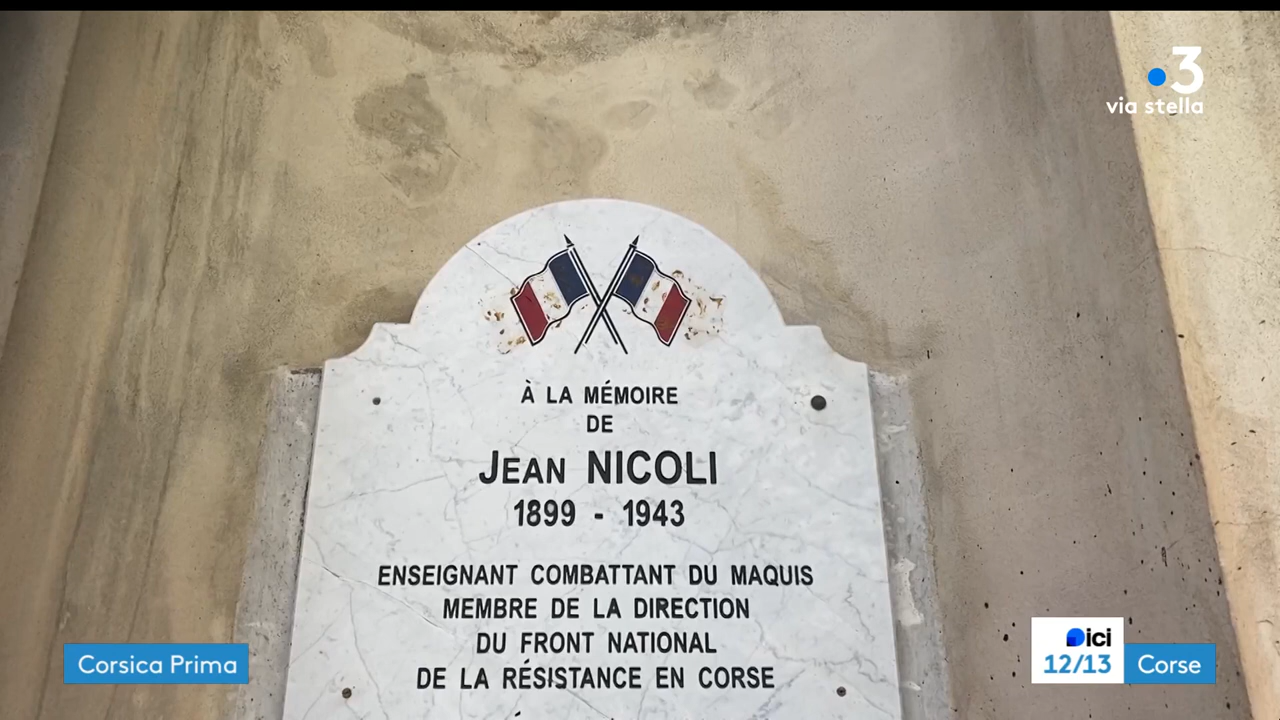 3
via stella
À LA MÉMOIRE
DE
JEAN NICOLI
1899 - 1943
ENSEIGNANT COMBATTANT DU MAQUIS
MEMBRE DE LA DIRECTION
DU FRONT NATIONAL
DE LA RÉSISTANCE EN CORSE
Corsica Prima
ici
12/13
Corse